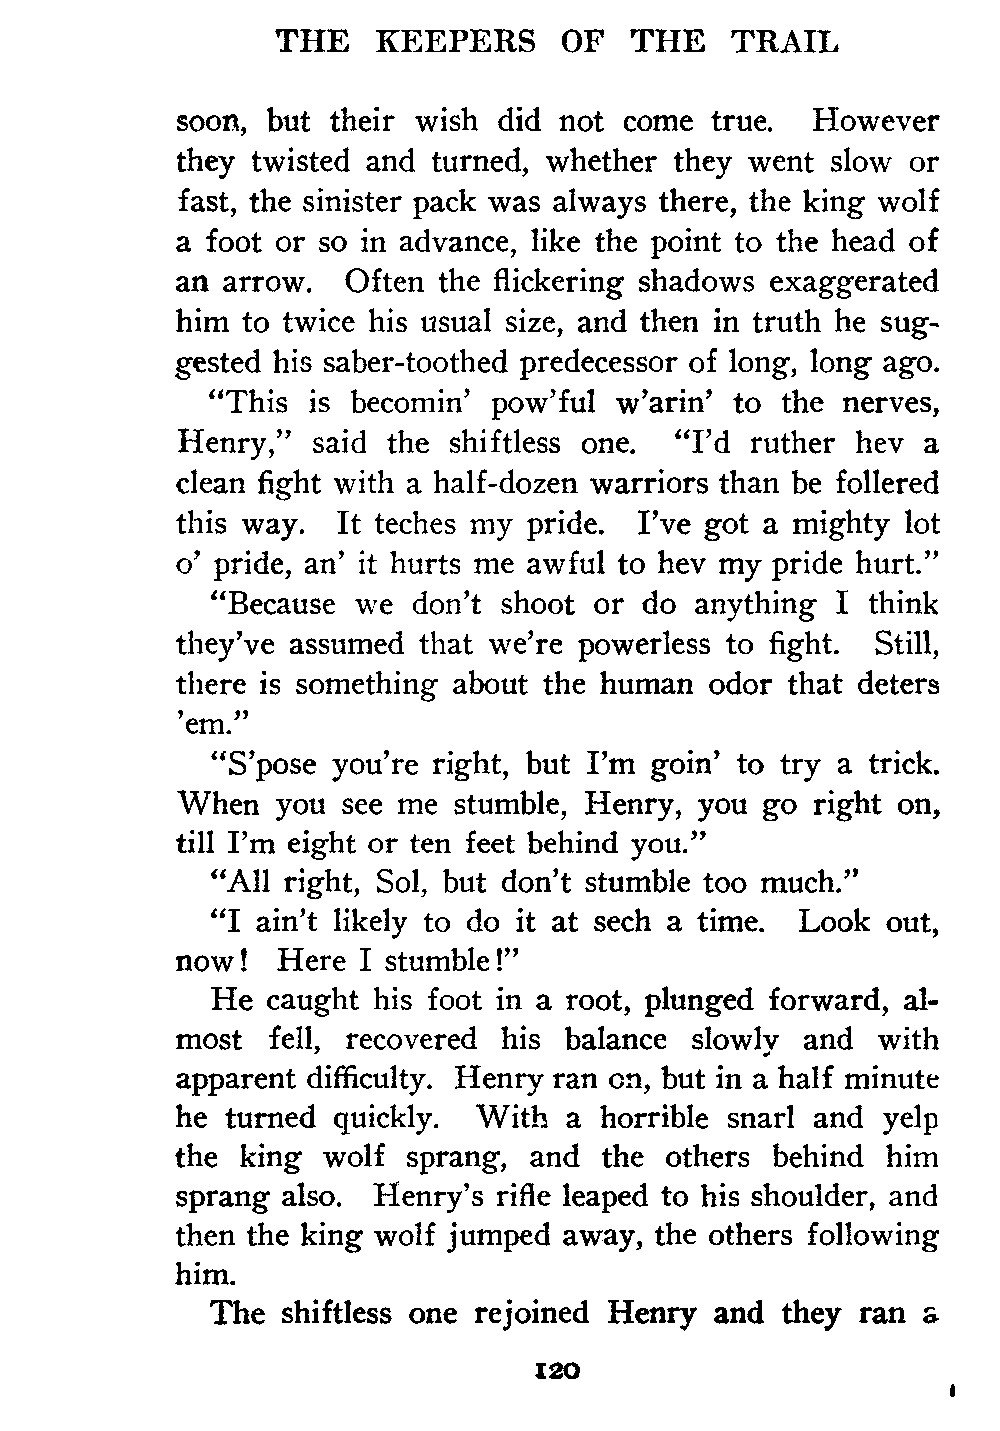 THE KEEPERS OF THE TRAIL
soon, but their wish did not come true. However
they twisted and turned, whether they went slow or
fast, the sinister pack was always there, the king wolf
a foot or so in advance, like the point to the head of
an arrow. Often the flickering shadows exaggerated
him to twice his usual size, and then in truth he sug-
gested his saber-toothed predecessor of long, long ago.
“This is becomin’ pow’ful w’arin’ to the nerves,
Henry,” said the shiftless one. “I’d ruther hev a
clean fight with a half-dozen warriors than be follered
this way. It teches my pride. I’ve got a mighty lot
o’ pride, an’ it hurts me awful to hev my pride hurt.”
“Because we don’t shoot or do anything I think
they’ve assumed that we’re powerless to fight. Still,
there is something about the human odor that deters
’em.”
“S’pose you’re right, but I’m goin’ to try a trick.
When you see me stumble, Henry, you go right on,
till I’m eight or ten feet behind you.”
“All right, Sol, but don’t stumble too much.”
“I ain’t likely to do it at sech a time. Look out,
now! Here I stumble!”
He caught his foot in a root, plunged forward, al-
most fell, recovered his balance slowly and with
apparent difficulty. Henry ran on, but in a half minute
he turned quickly. With a horrible snarl and yelp
the king wolf sprang, and the others behind him
sprang also. Henry’s rifle leaped to his shoulder, and
then the king wolf jumped away, the others following
him.
The shiftless one rejoined Henry and they ran a
120